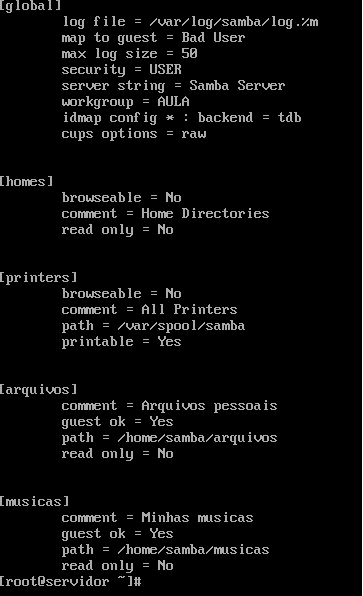 [global]
log file = /var/log/samba/log.%m
map to guest = Bad User
max log size = 50
security = USER
server string = Samba Server
workgroup = AULA
idmap config * : backend = tdb
cups options = raw
[homes]
browseable = No
comment = Home Directories
read only = No
[printers]
browseable = No
comment = All Printers
path = /var/spool/samba
printable = Yes
[arquivos]
comment = Arquivos pessoais
guest ok = Yes
path = /home/samba/arquivos
read only = No
[musicas]
comment = Minhas musicas
guest ok = Yes
path = /home/samba/musicas
read only = No
[root@servidor ~]#